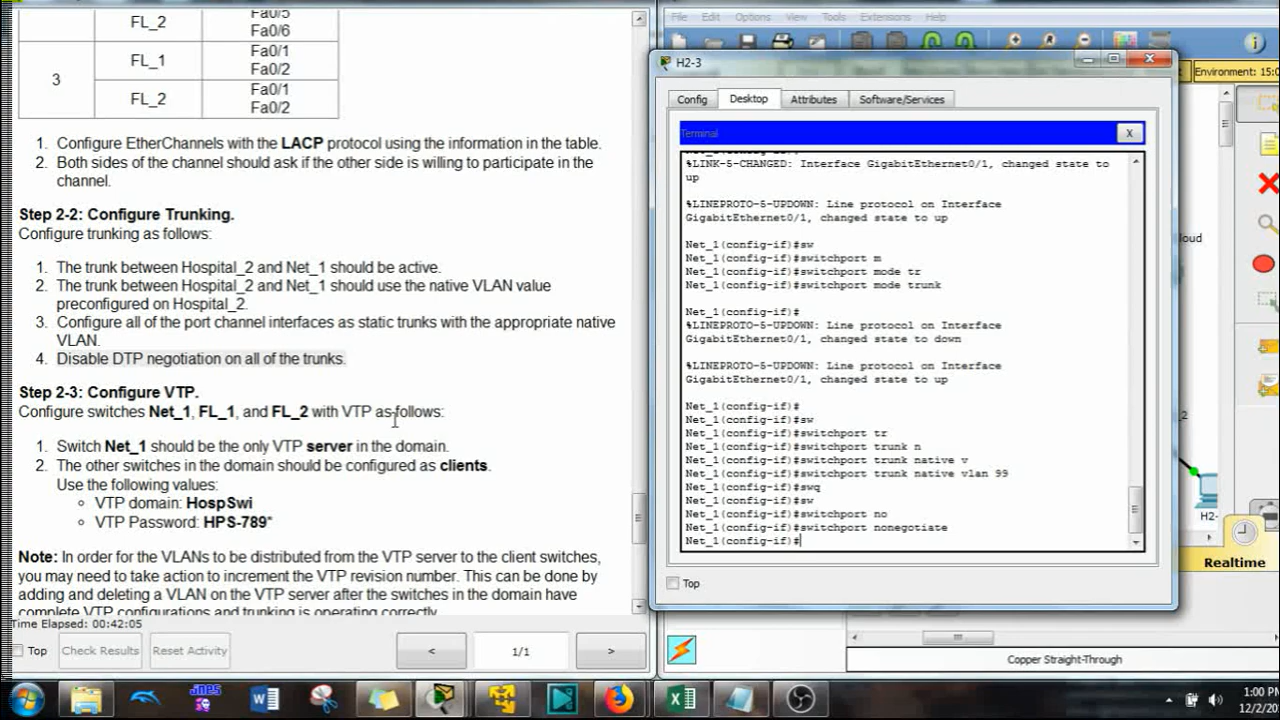 Fa0/5
FL_2
Fa0/6
3
FL_1
Fa0/1
Fa0/2
FL_2
Fa0/1
Fa0/2
1. Configure EtherChannels with the LACP protocol using the information in the table.
2. Both sides of the channel should ask if the other side is willing to participate in the
channel.
Step 2-2: Configure Trunking.
Configure trunking as follows:
1. The trunk between Hospital_2 and Net_1 should be active.
2. The trunk between Hospital_2 and Net_1 should use the native VLAN value
preconfigured on Hospital_2.
3. Configure all of the port channel interfaces as static trunks with the appropriate native
VLAN.
4. Disable DTP negotiation on all of the trunks.
Step 2-3: Configure VTP.
Configure switches Net_1, FL_1, and FL_2 with VTP as follows:
1. Switch Net_1 should be the only VTP server in the domain.
2. The other switches in the domain should be configured as clients.
Use the following values:
VTP domain: HospSwi
VTP Password: HPS-789*
Note: In order for the VLANs to be distributed from the VTP server to the client switches,
you may need to take action to increment the VTP revision number. This can be done by
adding and deleting a VLAN on the VTP server after the switches in the domain have
complete VTP configurations and trunking is operating correctly.
Time Elapsed: 00:42:05
Top
Check Results
Reset Activity
<
1/1
>
File Edit Options View Tools Extensions Help
Environment: 15:0
H2-3
X
Config
Desktop
Attributes
Software/Services
Terminal
X
%LINK-5-CHANGED: Interface GigabitEthernet0/1, changed state to
up
%LINEPROTO-5-UPDOWN: Line protocol on Interface
GigabitEthernet0/1, changed state to up
Net_1(config-if)#sw
Net_1(config-if)#switchport m
Net_1(config-if)#switchport mode tr
Net_1(config-if)#switchport mode trunk
Net_1(config-if)#
%LINEPROTO-5-UPDOWN: Line protocol on Interface
GigabitEthernet0/1, changed state to down
%LINEPROTO-5-UPDOWN: Line protocol on Interface
GigabitEthernet0/1, changed state to up
Net_1(config-if)#
Net_1(config-if)#sw
Net_1(config-if)#switchport tr
Net_1(config-if)#switchport trunk n
Net_1(config-if)#switchport trunk native v
Net_1(config-if)#switchport trunk native vlan 99
Net_1(config-if)#swq
Net_1(config-if)#sw
Net_1(config-if)#switchport no
Net_1(config-if)#switchport nonegotiate
Net_1(config-if)#
Top
loud
_2
H2-
Realtime
Copper Straight-Through
1:00 PM
12/2/20